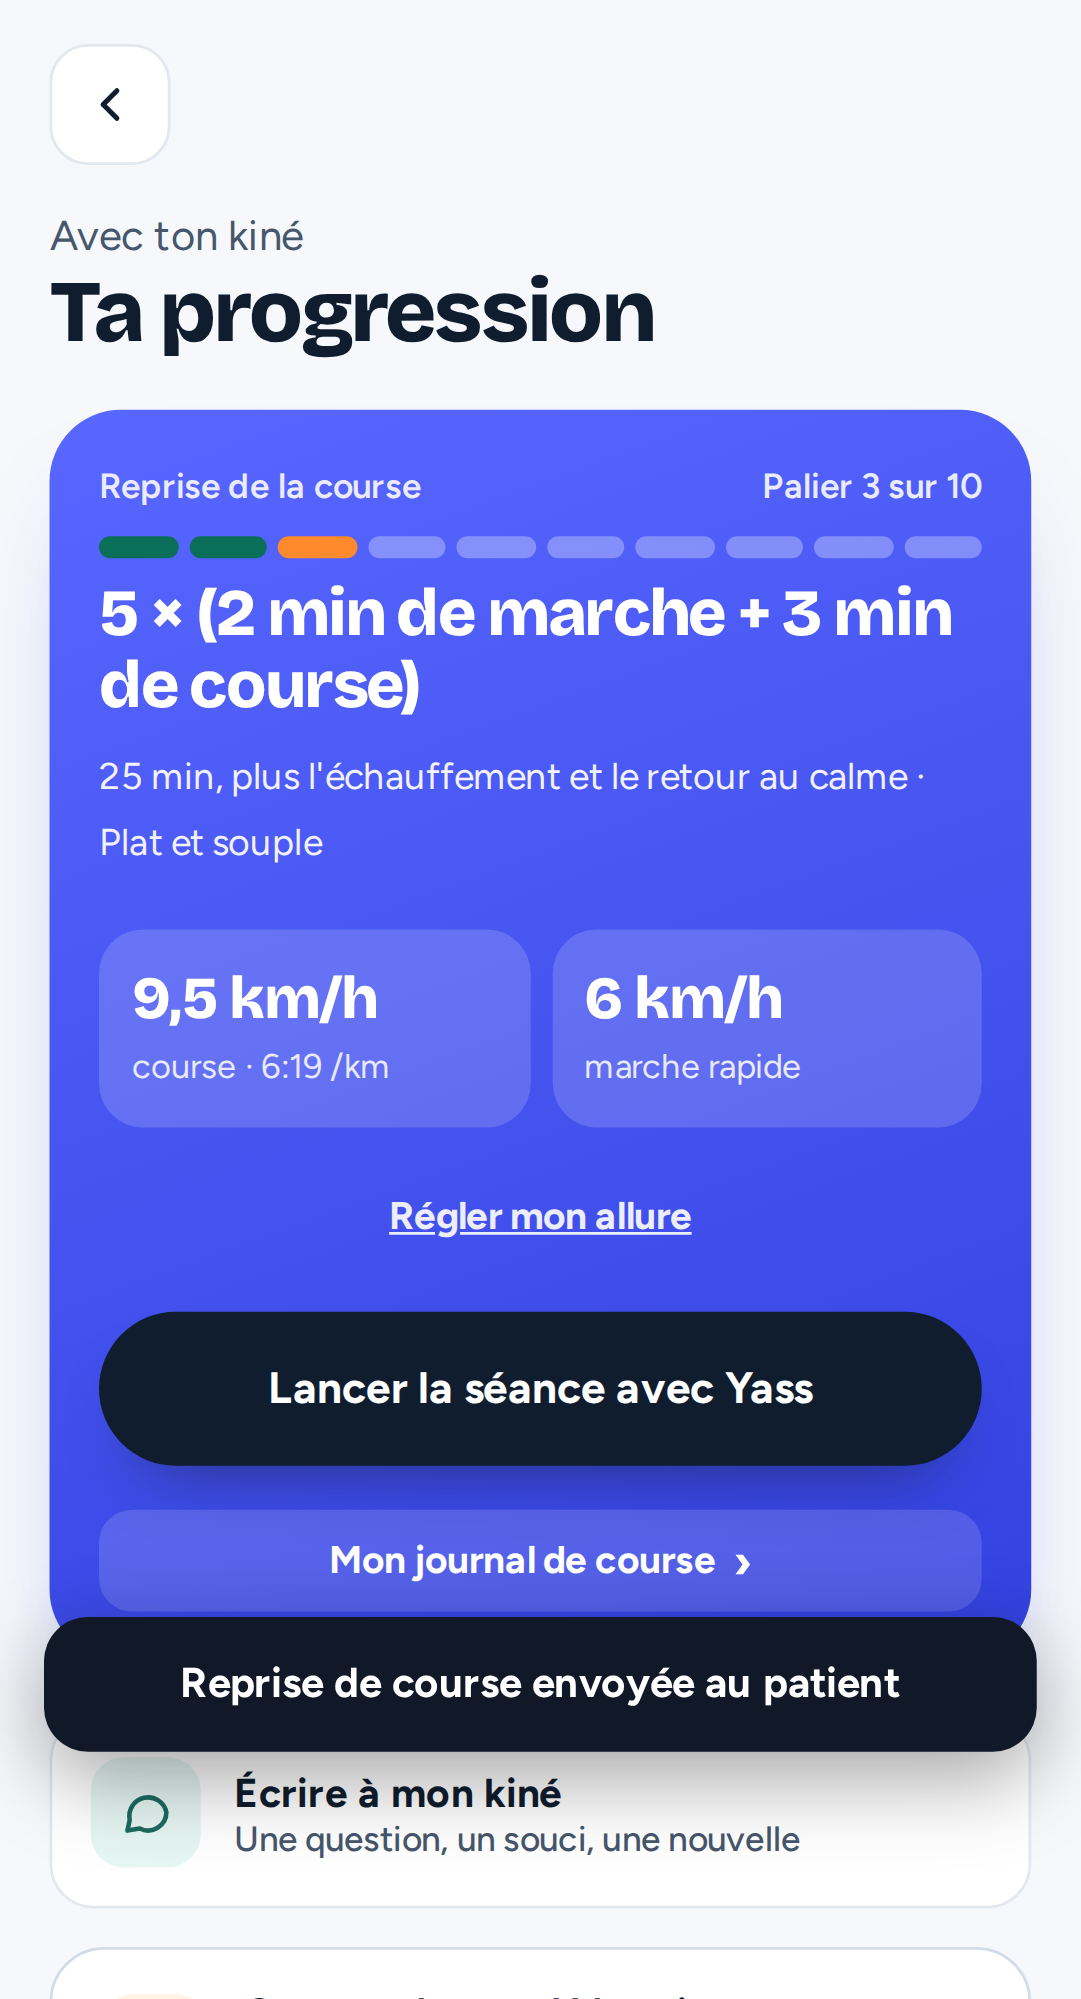 Avec ton kiné
Ta progression
Reprise de la course
Palier 3 sur 10
5 × (2 min de marche + 3 min
de course)
25 min, plus l'échauffement et le retour au calme ·
Plat et souple
9,5 km/h
course · 6:19 /km
6 km/h
marche rapide
Régler mon allure
Lancer la séance avec Yass
Mon journal de course ›
Reprise de course envoyée au patient
Écrire à mon kiné
Une question, un souci, une nouvelle